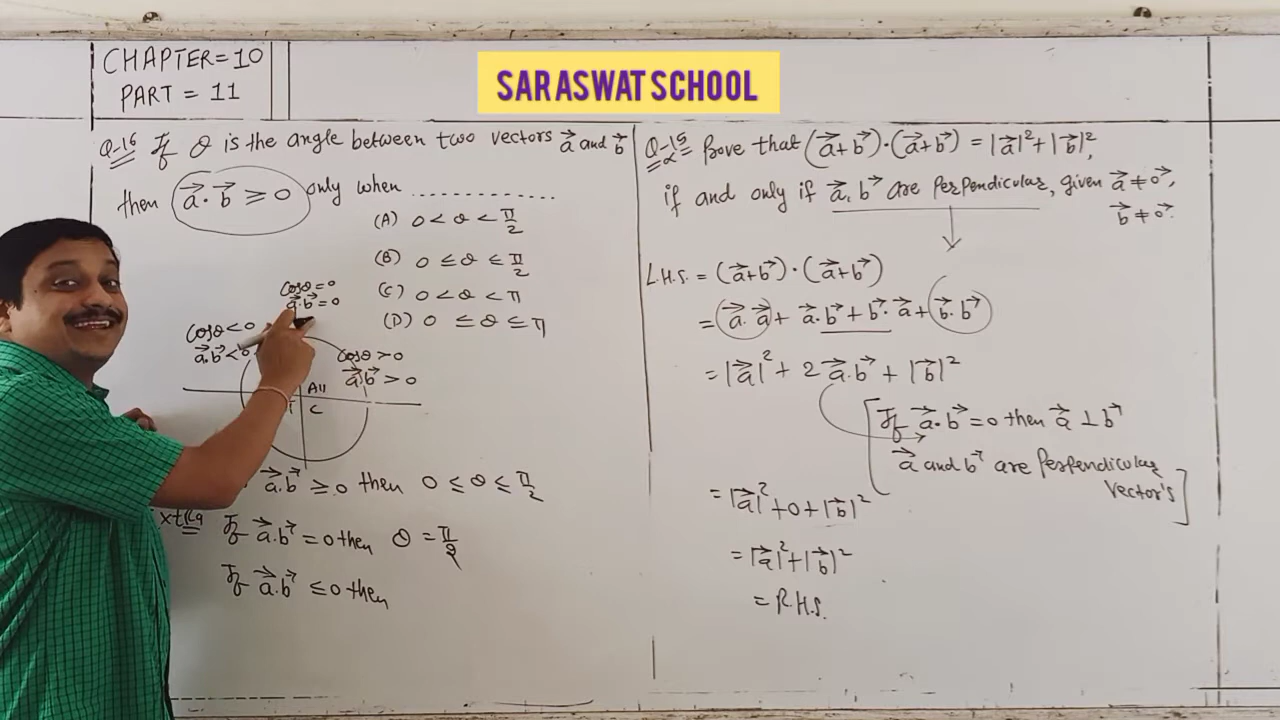 CHAPTER=10
PART = 11
SARASWAT SCHOOL
Q-16 If θ is the angle between two vectors a⃗ and b⃗
then a⃗ . b⃗ ≥ 0 only when ..............
(A) 0 < θ < π/2
(B) 0 ≤ θ ≤ π/2
(C) 0 < θ < π
(D) 0 ≤ θ ≤ π
Cosθ=0
a⃗.b⃗=0
Cosθ<0
a⃗.b⃗<0
Cosθ>0
a⃗.b⃗ > 0
All
C
a⃗.b⃗ ≥ 0 then 0 ≤ θ ≤ π/2
If a⃗.b⃗ = 0 then θ = π/2
If a⃗.b⃗ ≤ 0 then
Q-15 Prove that (a⃗+b⃗)·(a⃗+b⃗) = |a⃗|²+|b⃗|²,
if and only if a⃗, b⃗ are perpendicular, given a⃗≠0⃗,
b⃗≠0⃗.
L.H.S. = (a⃗+b⃗)·(a⃗+b⃗)
= a⃗.a⃗ + a⃗.b⃗ + b⃗.a⃗ + b⃗.b⃗
= |a⃗|² + 2 a⃗.b⃗ + |b⃗|²
[If a⃗.b⃗=0 then a⃗ ⊥ b⃗
a⃗ and b⃗ are perpendicular
vector's]
= |a⃗|²+0+|b⃗|²
= |a⃗|²+|b⃗|²
= R.H.S.